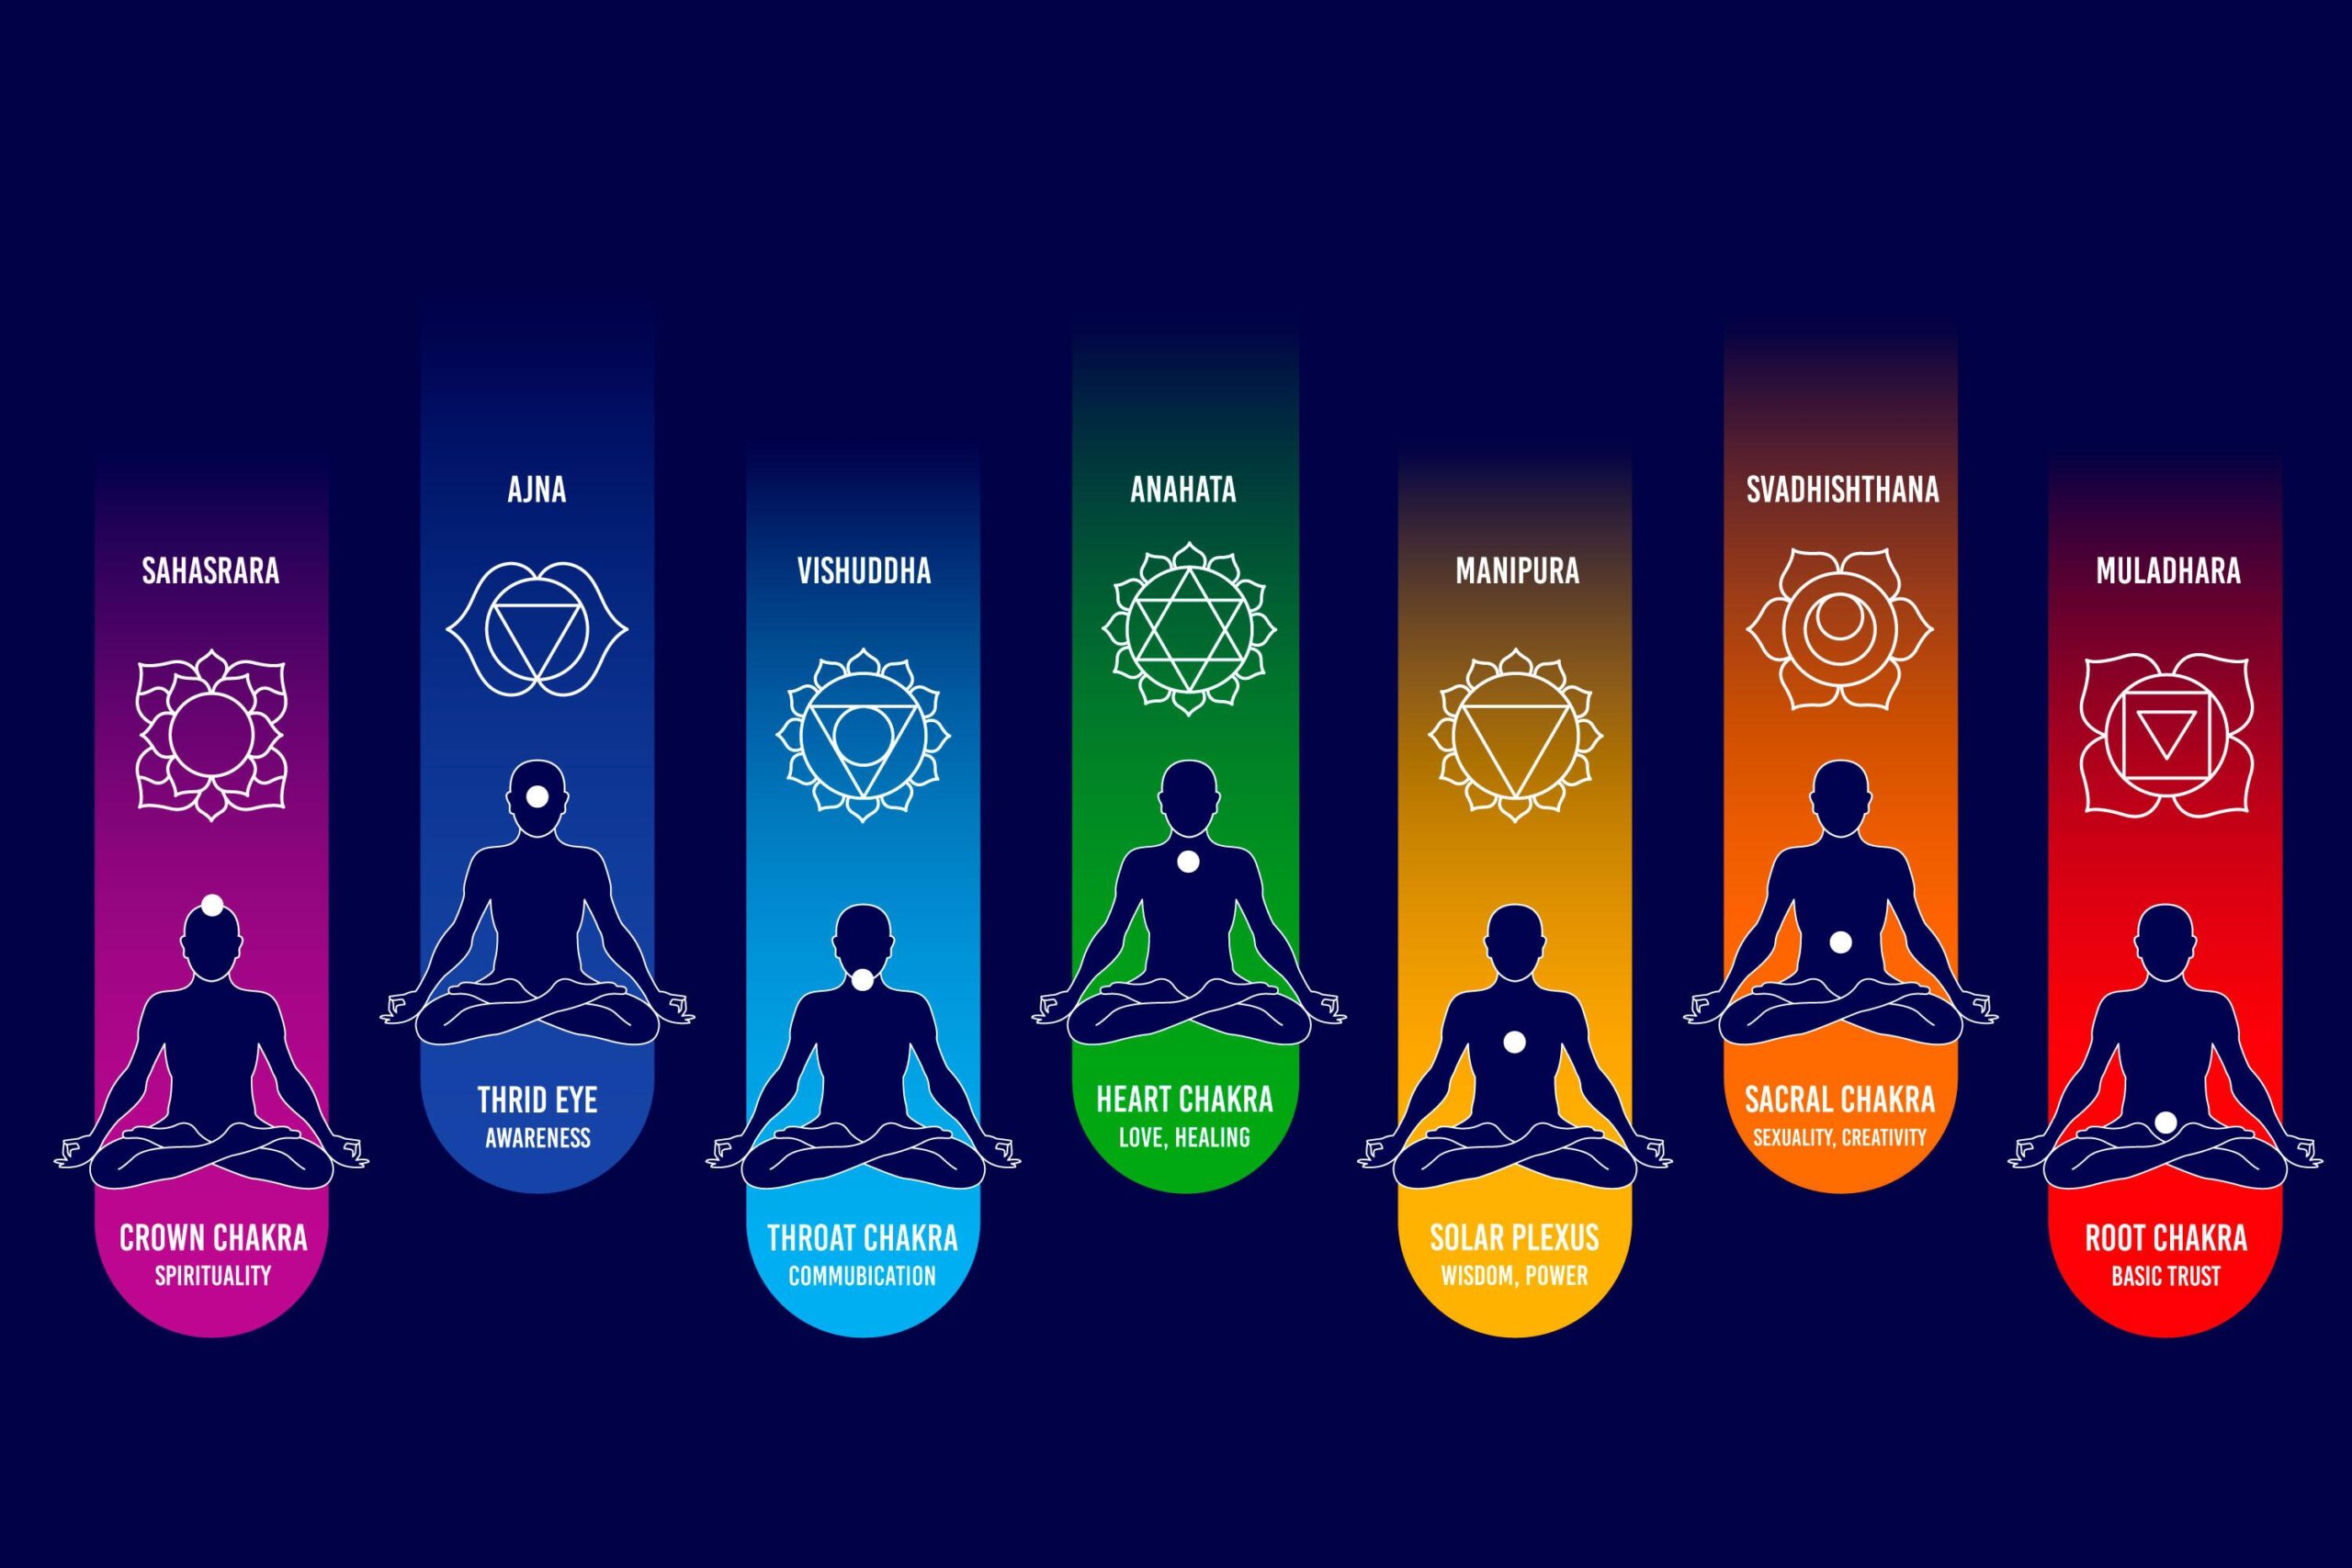 SAHASRARA
CROWN CHAKRA
SPIRITUALITY
AJNA
THRID EYE
AWARENESS
VISHUDDHA
THROAT CHAKRA
COMMUBICATION
ANAHATA
HEART CHAKRA
LOVE, HEALING
MANIPURA
SOLAR PLEXUS
WISDOM, POWER
SVADHISHTHANA
SACRAL CHAKRA
SEXUALITY, CREATIVITY
MULADHARA
ROOT CHAKRA
BASIC TRUST